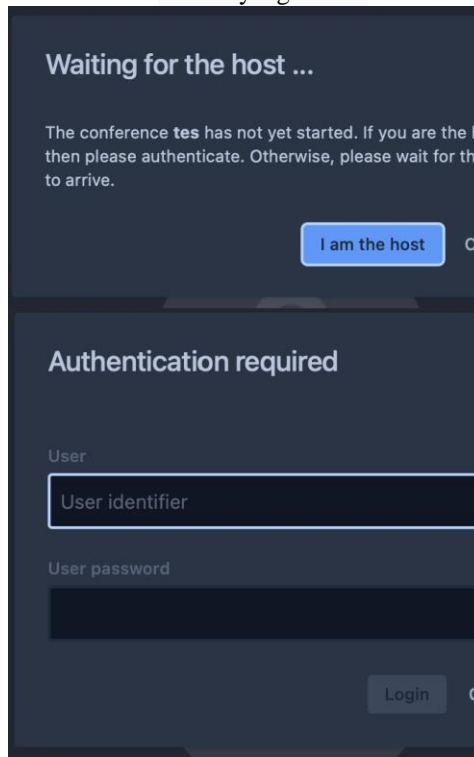 Waiting for the host ...
The conference tes has not yet started. If you are the
then please authenticate. Otherwise, please wait for
to arrive.
I am the host
Authentication required
User
User identifier
User password
Login